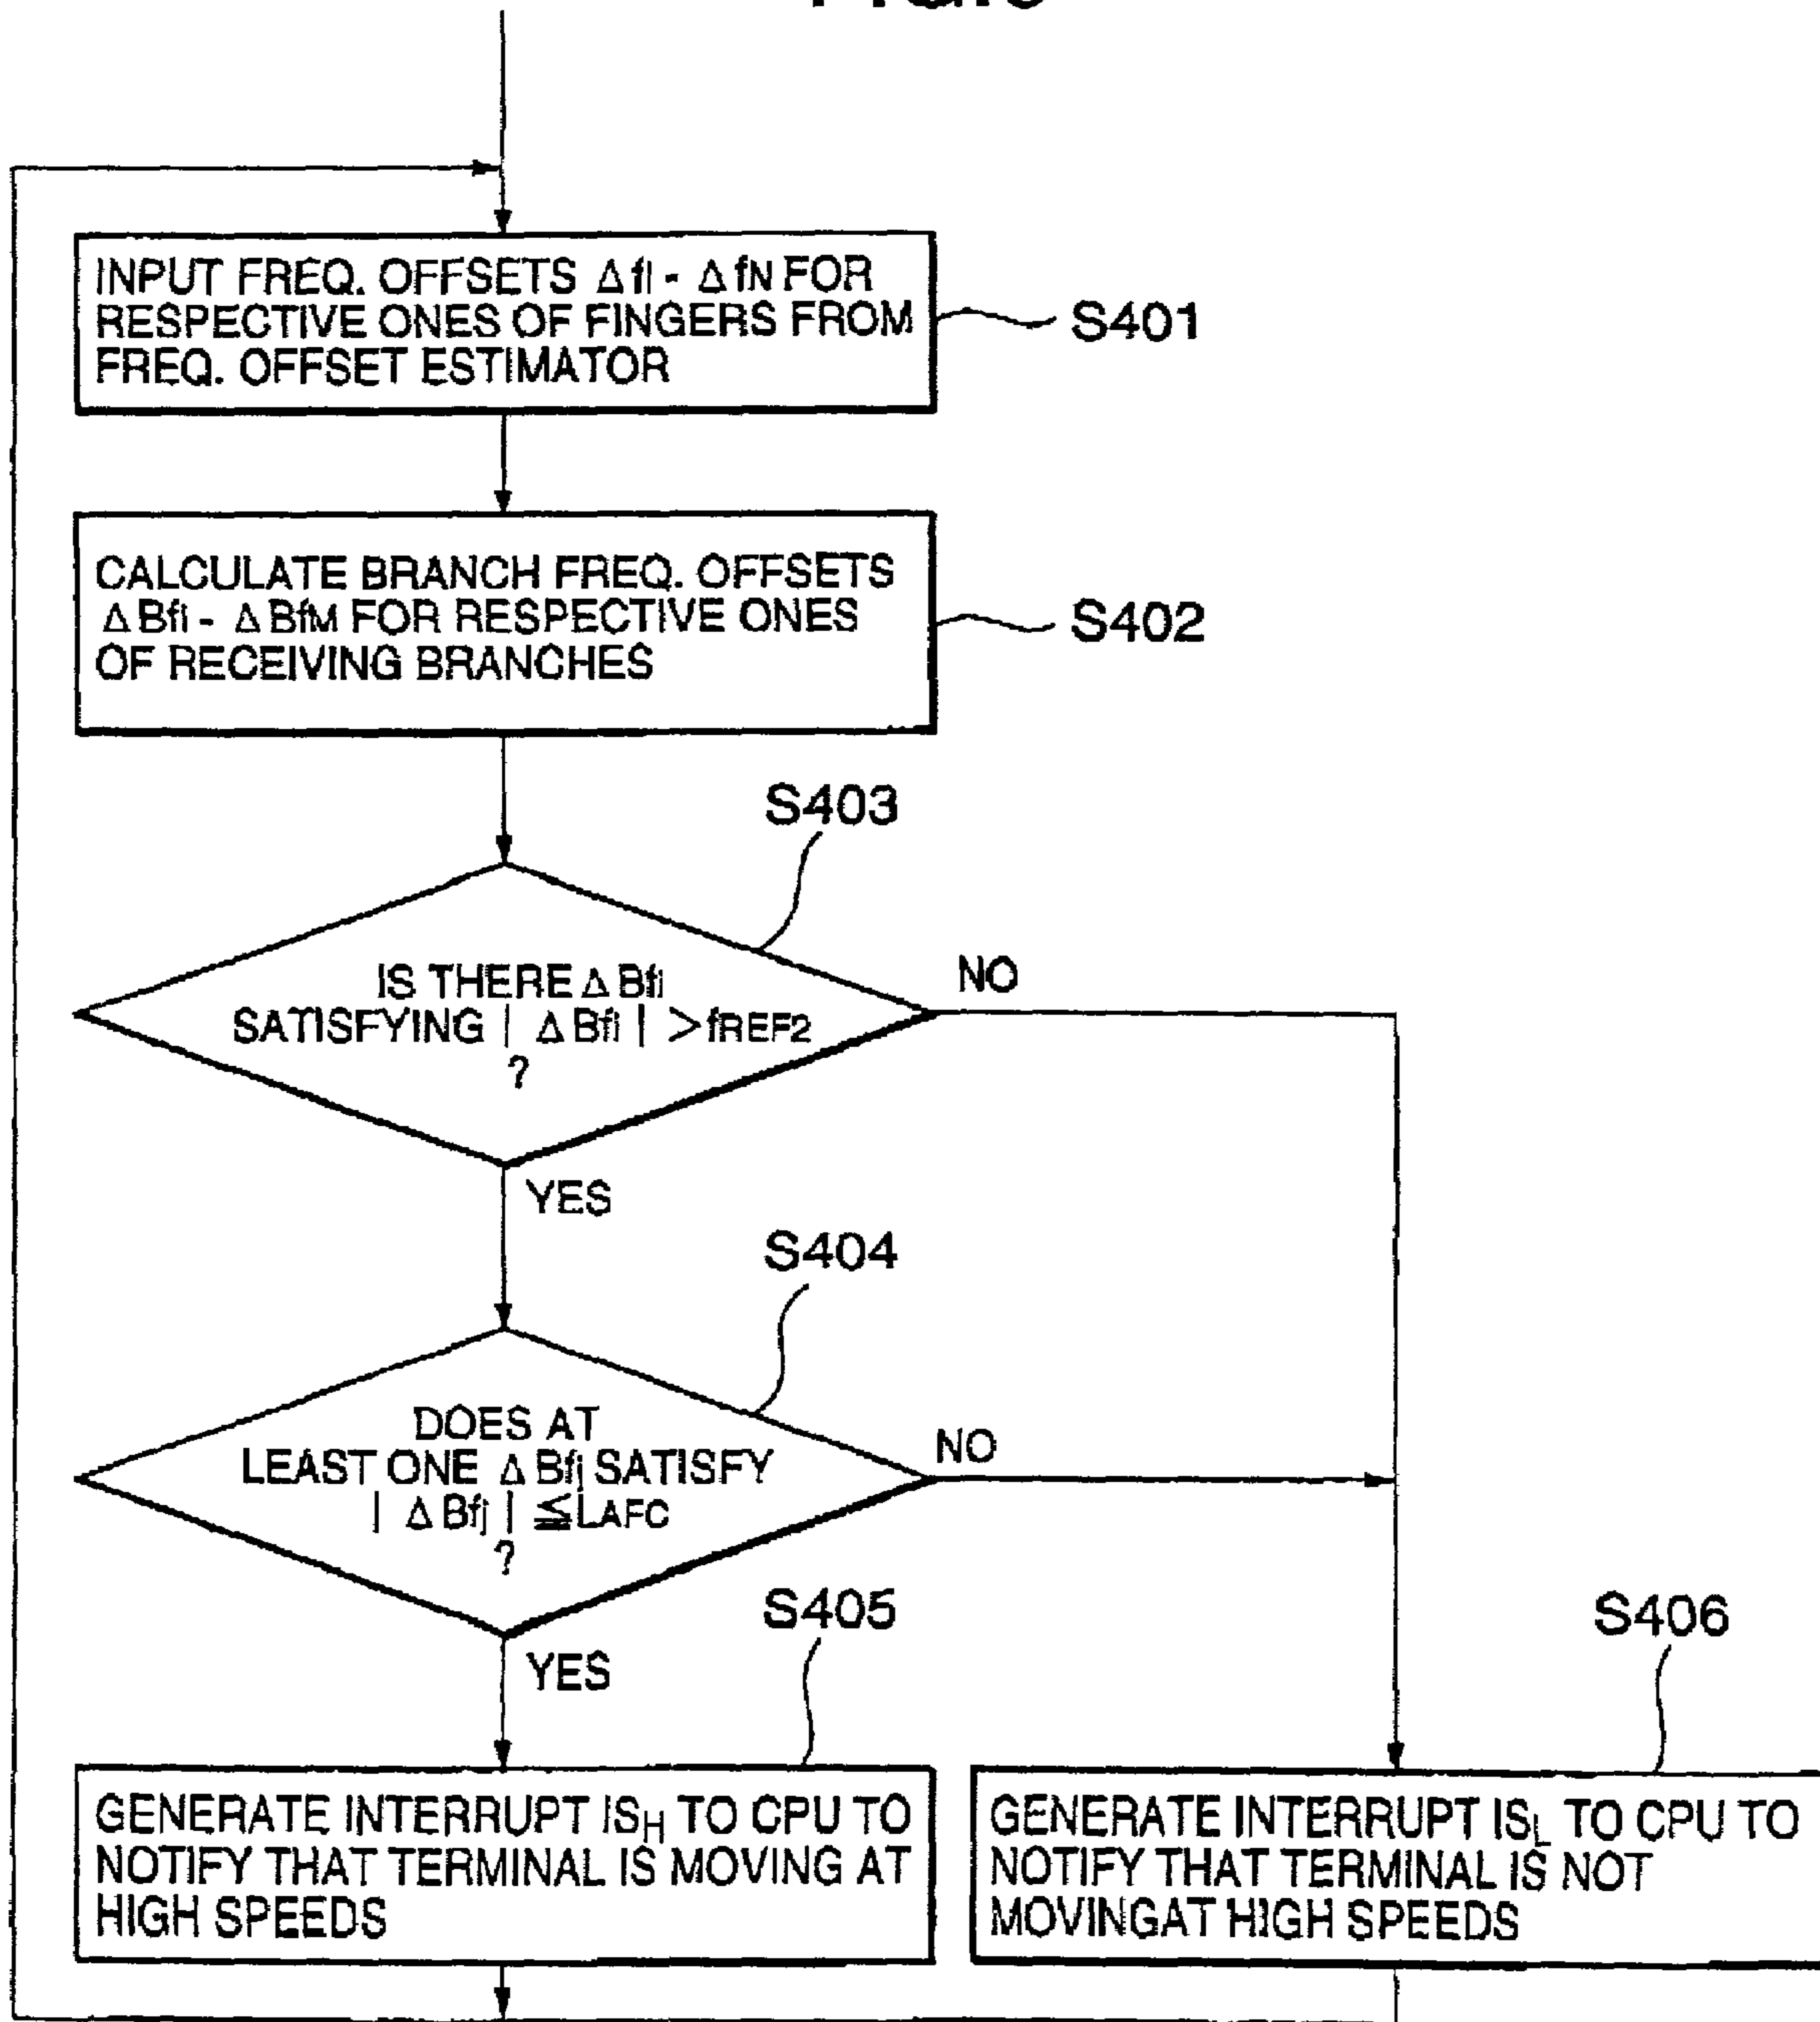 INPUT FREQ. OFFSETS Δf1 - ΔfN FOR
RESPECTIVE ONES OF FINGERS FROM
FREQ. OFFSET ESTIMATOR
S401
CALCULATE BRANCH FREQ. OFFSETS
ΔBf1 - ΔBfM FOR RESPECTIVE ONES
OF RECEIVING BRANCHES
S402
S403
IS THERE ΔBfi
SATISFYING | ΔBfi | >fREF2
?
NO
YES
S404
DOES AT
LEAST ONE ΔBfj SATISFY
| ΔBfj | ≦LAFC
?
NO
YES
S405
GENERATE INTERRUPT ISH TO CPU TO
NOTIFY THAT TERMINAL IS MOVING AT
HIGH SPEEDS
S406
GENERATE INTERRUPT ISL TO CPU TO
NOTIFY THAT TERMINAL IS NOT
MOVINGAT HIGH SPEEDS